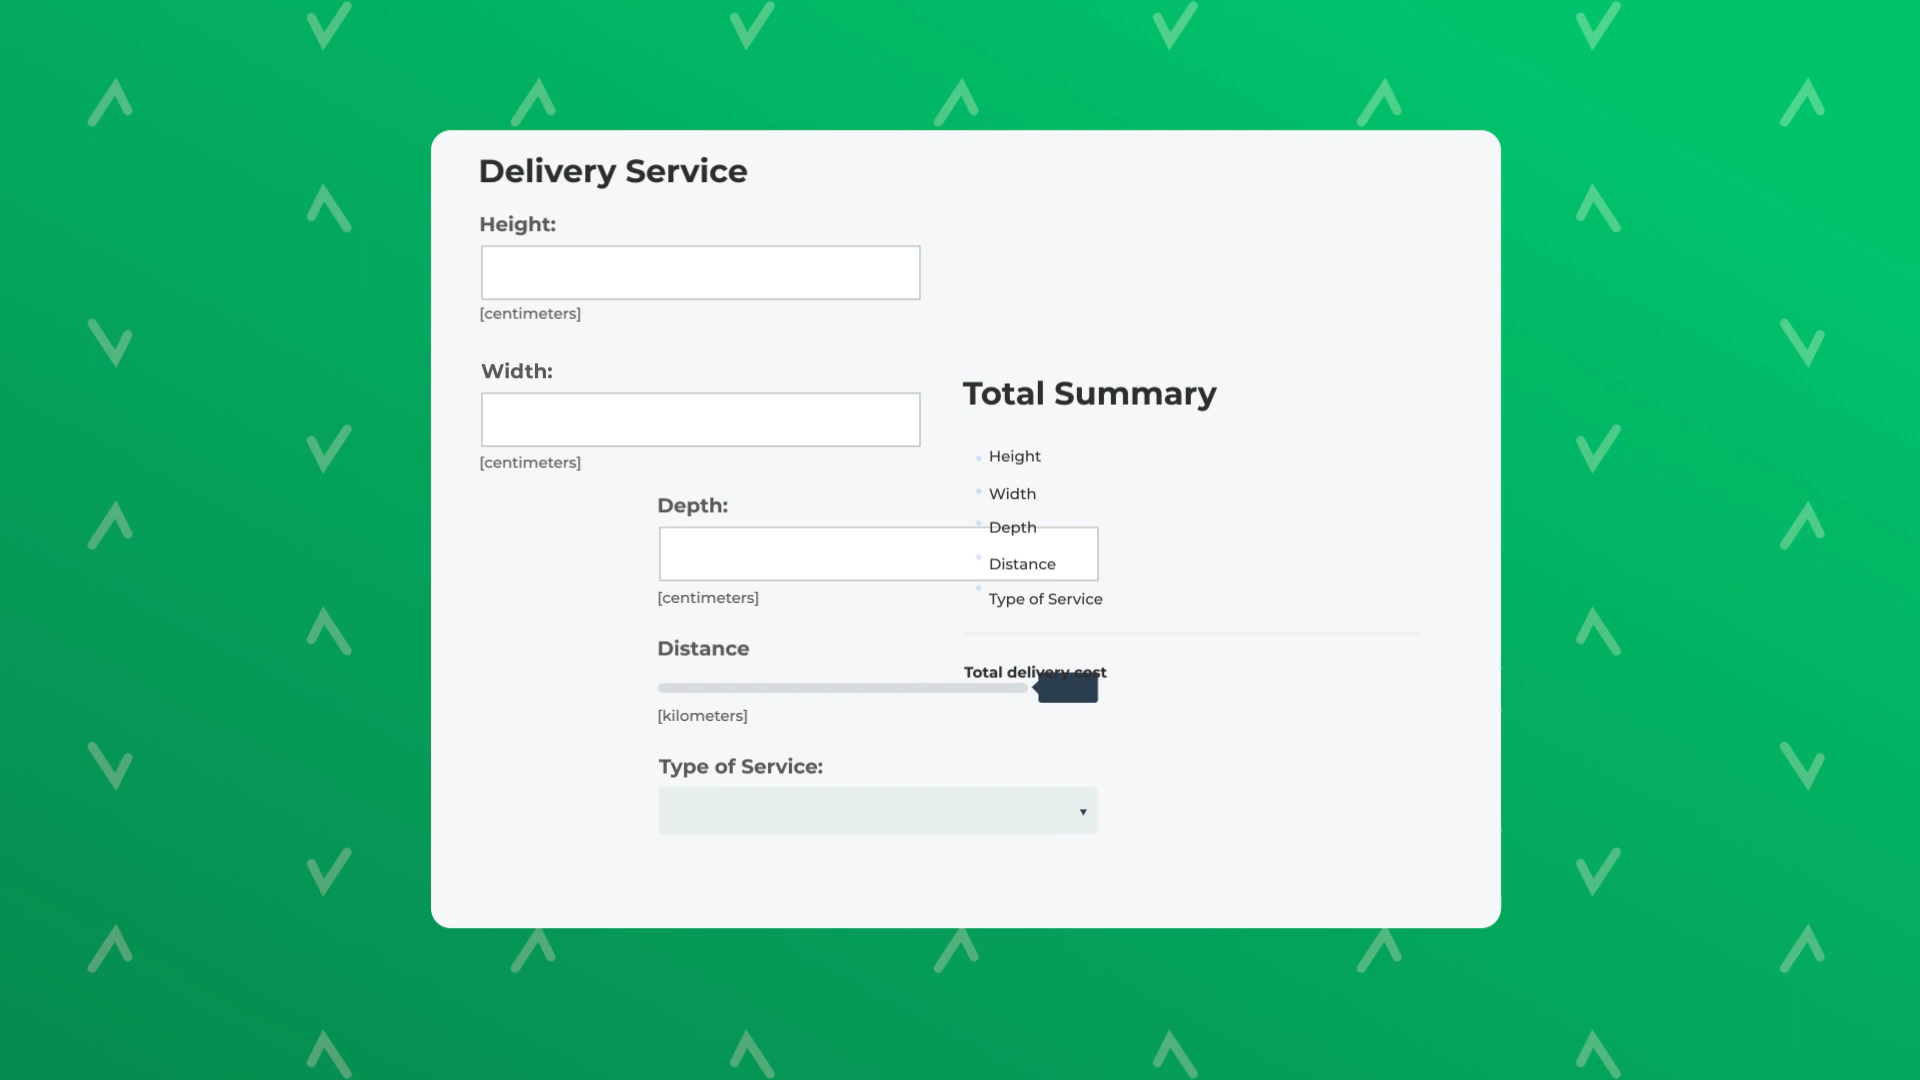 Delivery Service
Height:
[centimeters]
Width:
[centimeters]
Depth:
[centimeters]
Distance
[kilometers]
Type of Service:
Total Summary
Height
Width
Depth
Distance
Type of Service
Total delivery cost